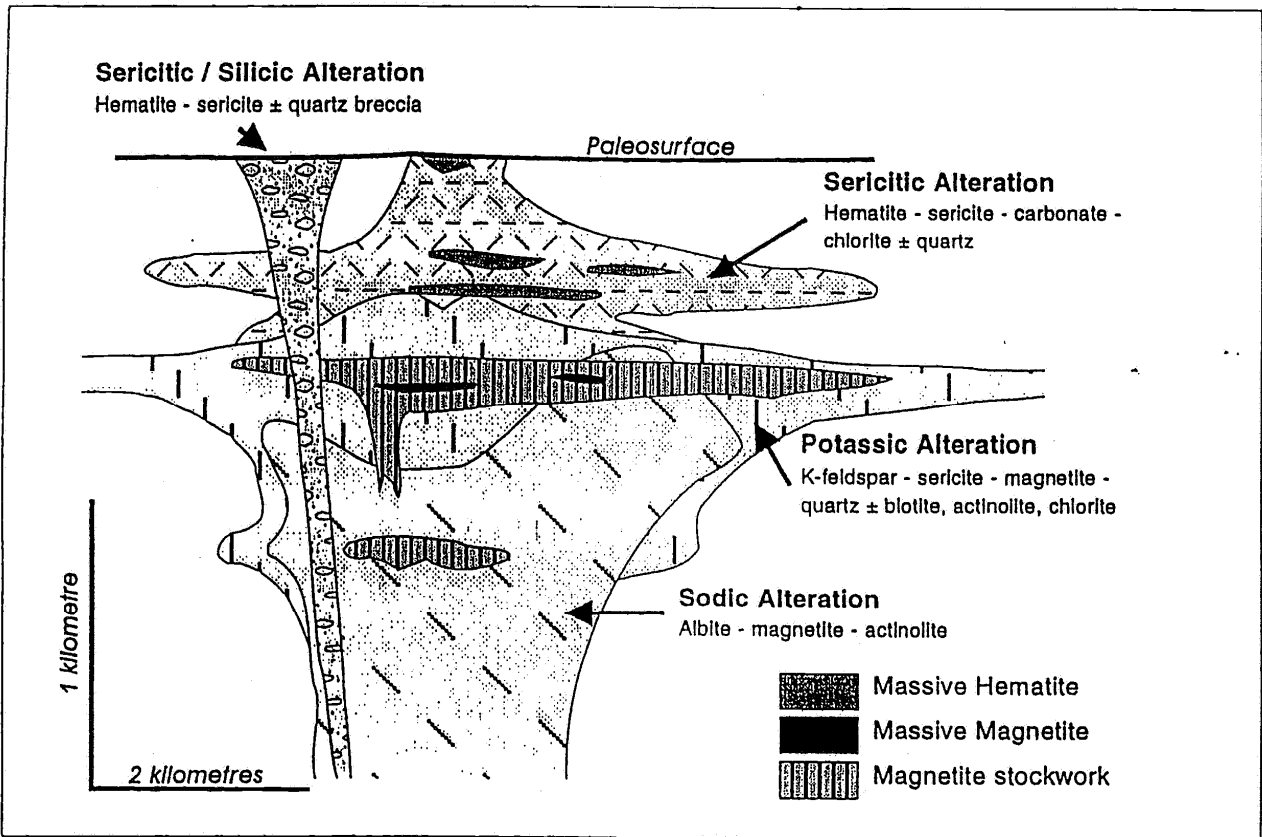 Sericitic / Silicic Alteration
Hematite - sericite ± quartz breccia
Paleosurface
Sericitic Alteration
Hematite - sericite - carbonate -
chlorite ± quartz
Potassic Alteration
K-feldspar - sericite - magnetite -
quartz ± biotite, actinolite, chlorite
Sodic Alteration
Albite - magnetite - actinolite
1 kilometre
2 kilometres
Massive Hematite
Massive Magnetite
Magnetite stockwork